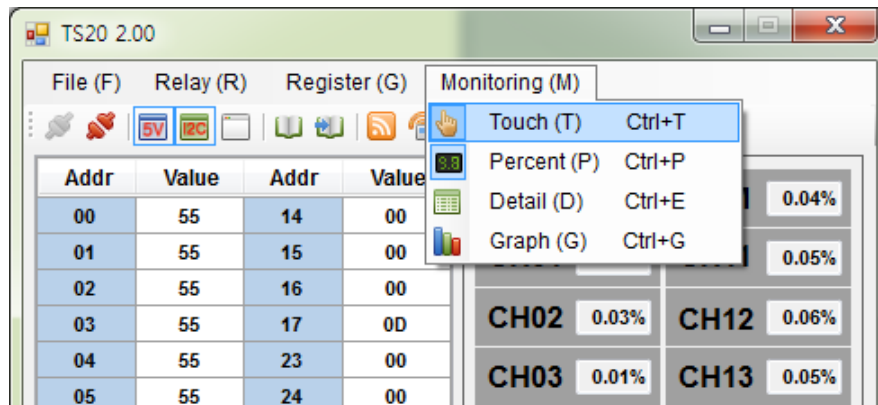 TS20 2.00
File (F) Relay (R) Register (G) Monitoring (M)
5V I2C
Touch (T) Ctrl+T
Percent (P) Ctrl+P
Detail (D) Ctrl+E
Graph (G) Ctrl+G
Addr Value Addr Value
00 55 14 00 0.04%
01 55 15 00 0.05%
02 55 16 00
03 55 17 0D
04 55 23 00
05 55 24 00
CH02 0.03% CH12 0.06%
CH03 0.01% CH13 0.05%